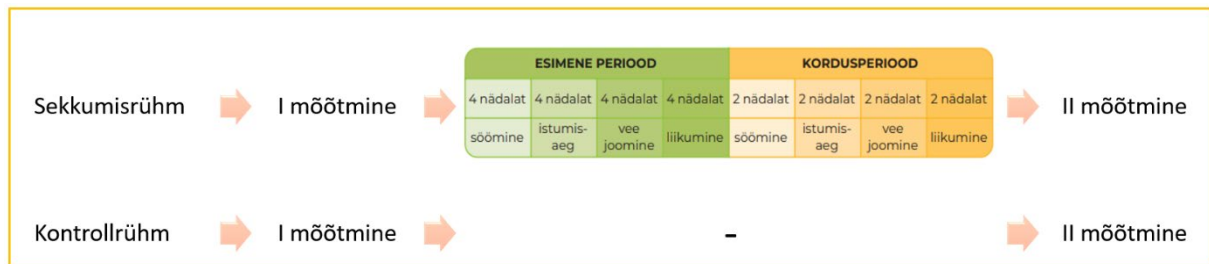 ESIMENE PERIOOD KORDUSPERIOOD
4 nädalat 4 nädalat 4 nädalat 4 nädalat 2 nädalat 2 nädalat 2 nädalat 2 nädalat
Sekkumisrühm I mõõtmine II mõõtmine
söömine istumis- vee liikumine söömine istumis- vee liikumine
aeg joomine aeg joomine
Kontrollrühm I mõõtmine - II mõõtmine